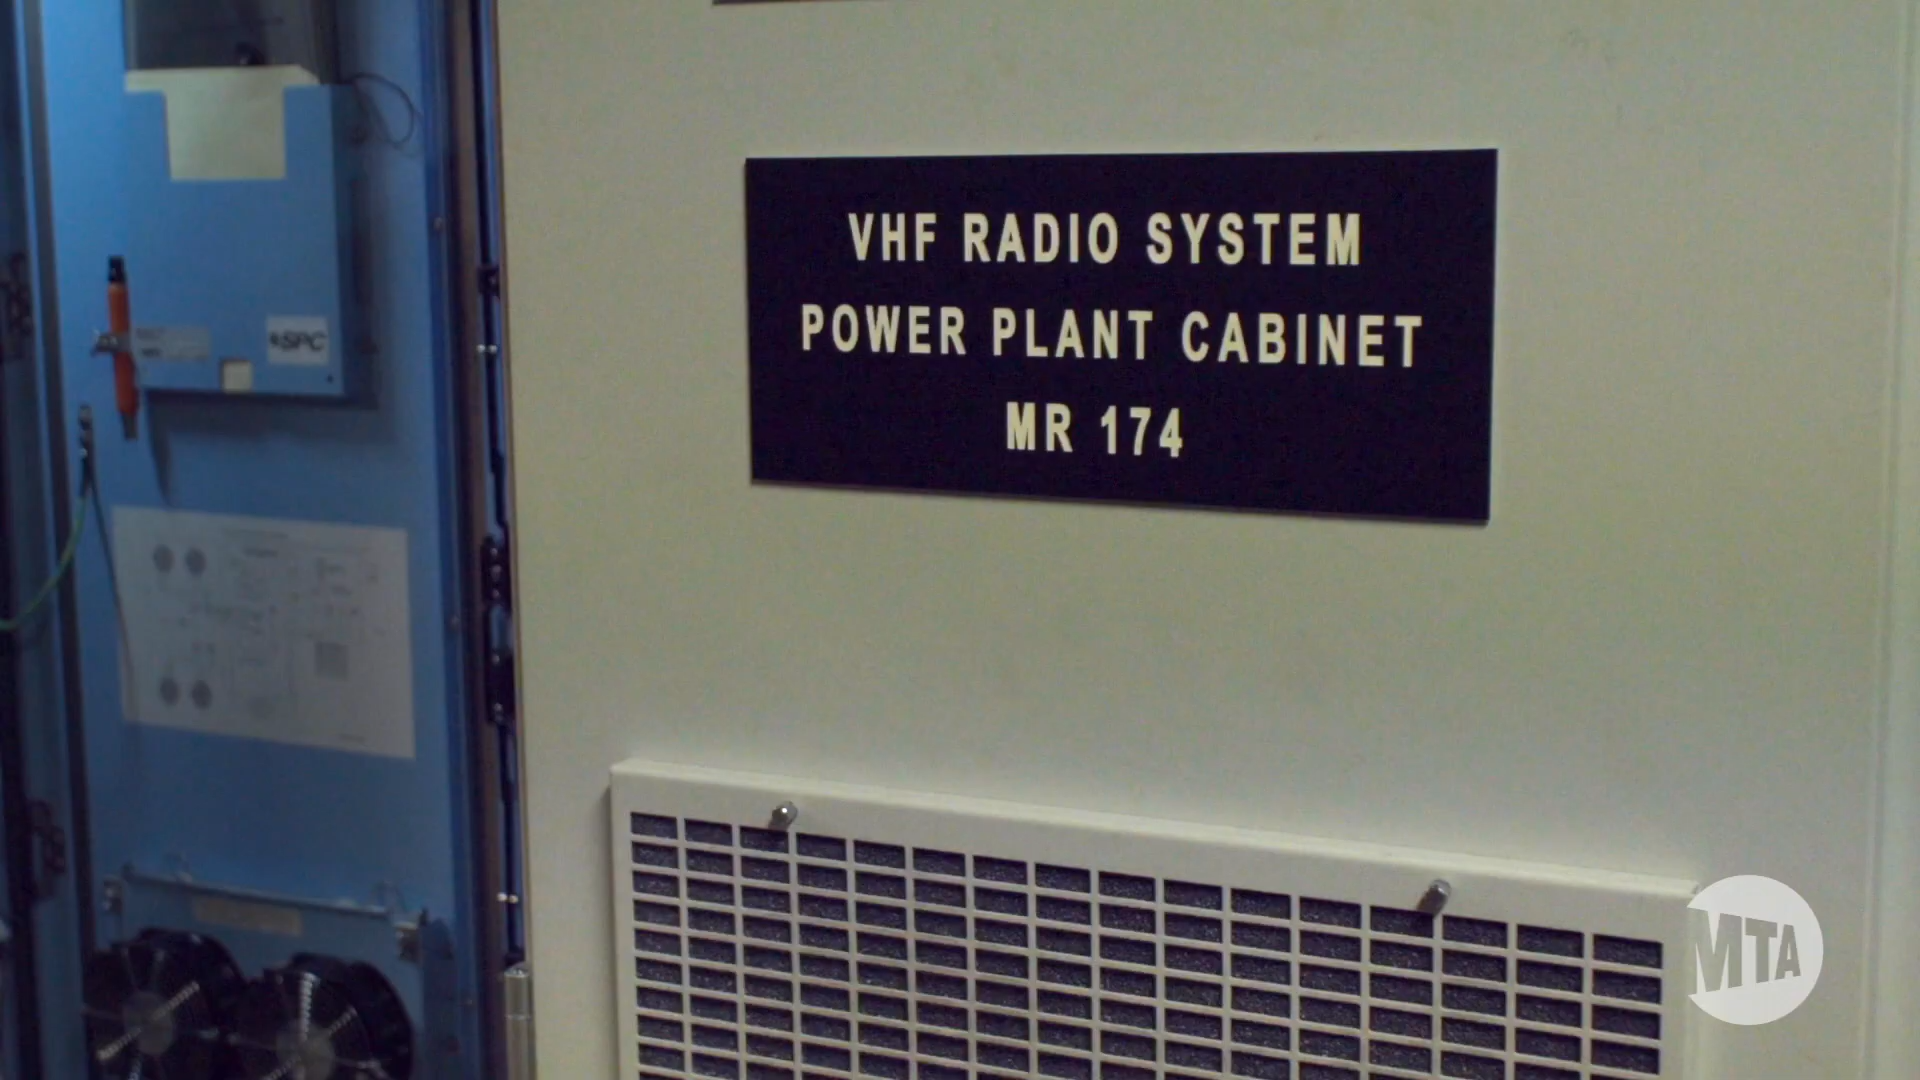 VHF RADIO SYSTEM
POWER PLANT CABINET
MR 174
SPC
MTA